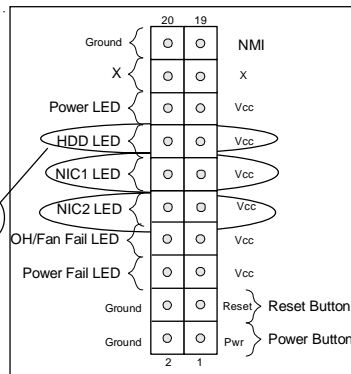 20 19
Ground NMI
X X
Power LED Vcc
HDD LED Vcc
NIC1 LED Vcc
NIC2 LED Vcc
OH/Fan Fail LED Vcc
Power Fail LED Vcc
Ground Reset Reset Button
Ground Pwr Power Button
2 1